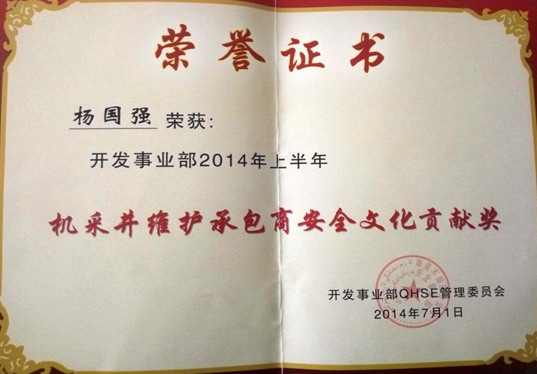 荣誉证书
杨国强 荣获:
开发事业部2014年上半年
机采井维护承包商安全文化贡献奖
开发事业部QHSE管理委员会
2014年7月1日